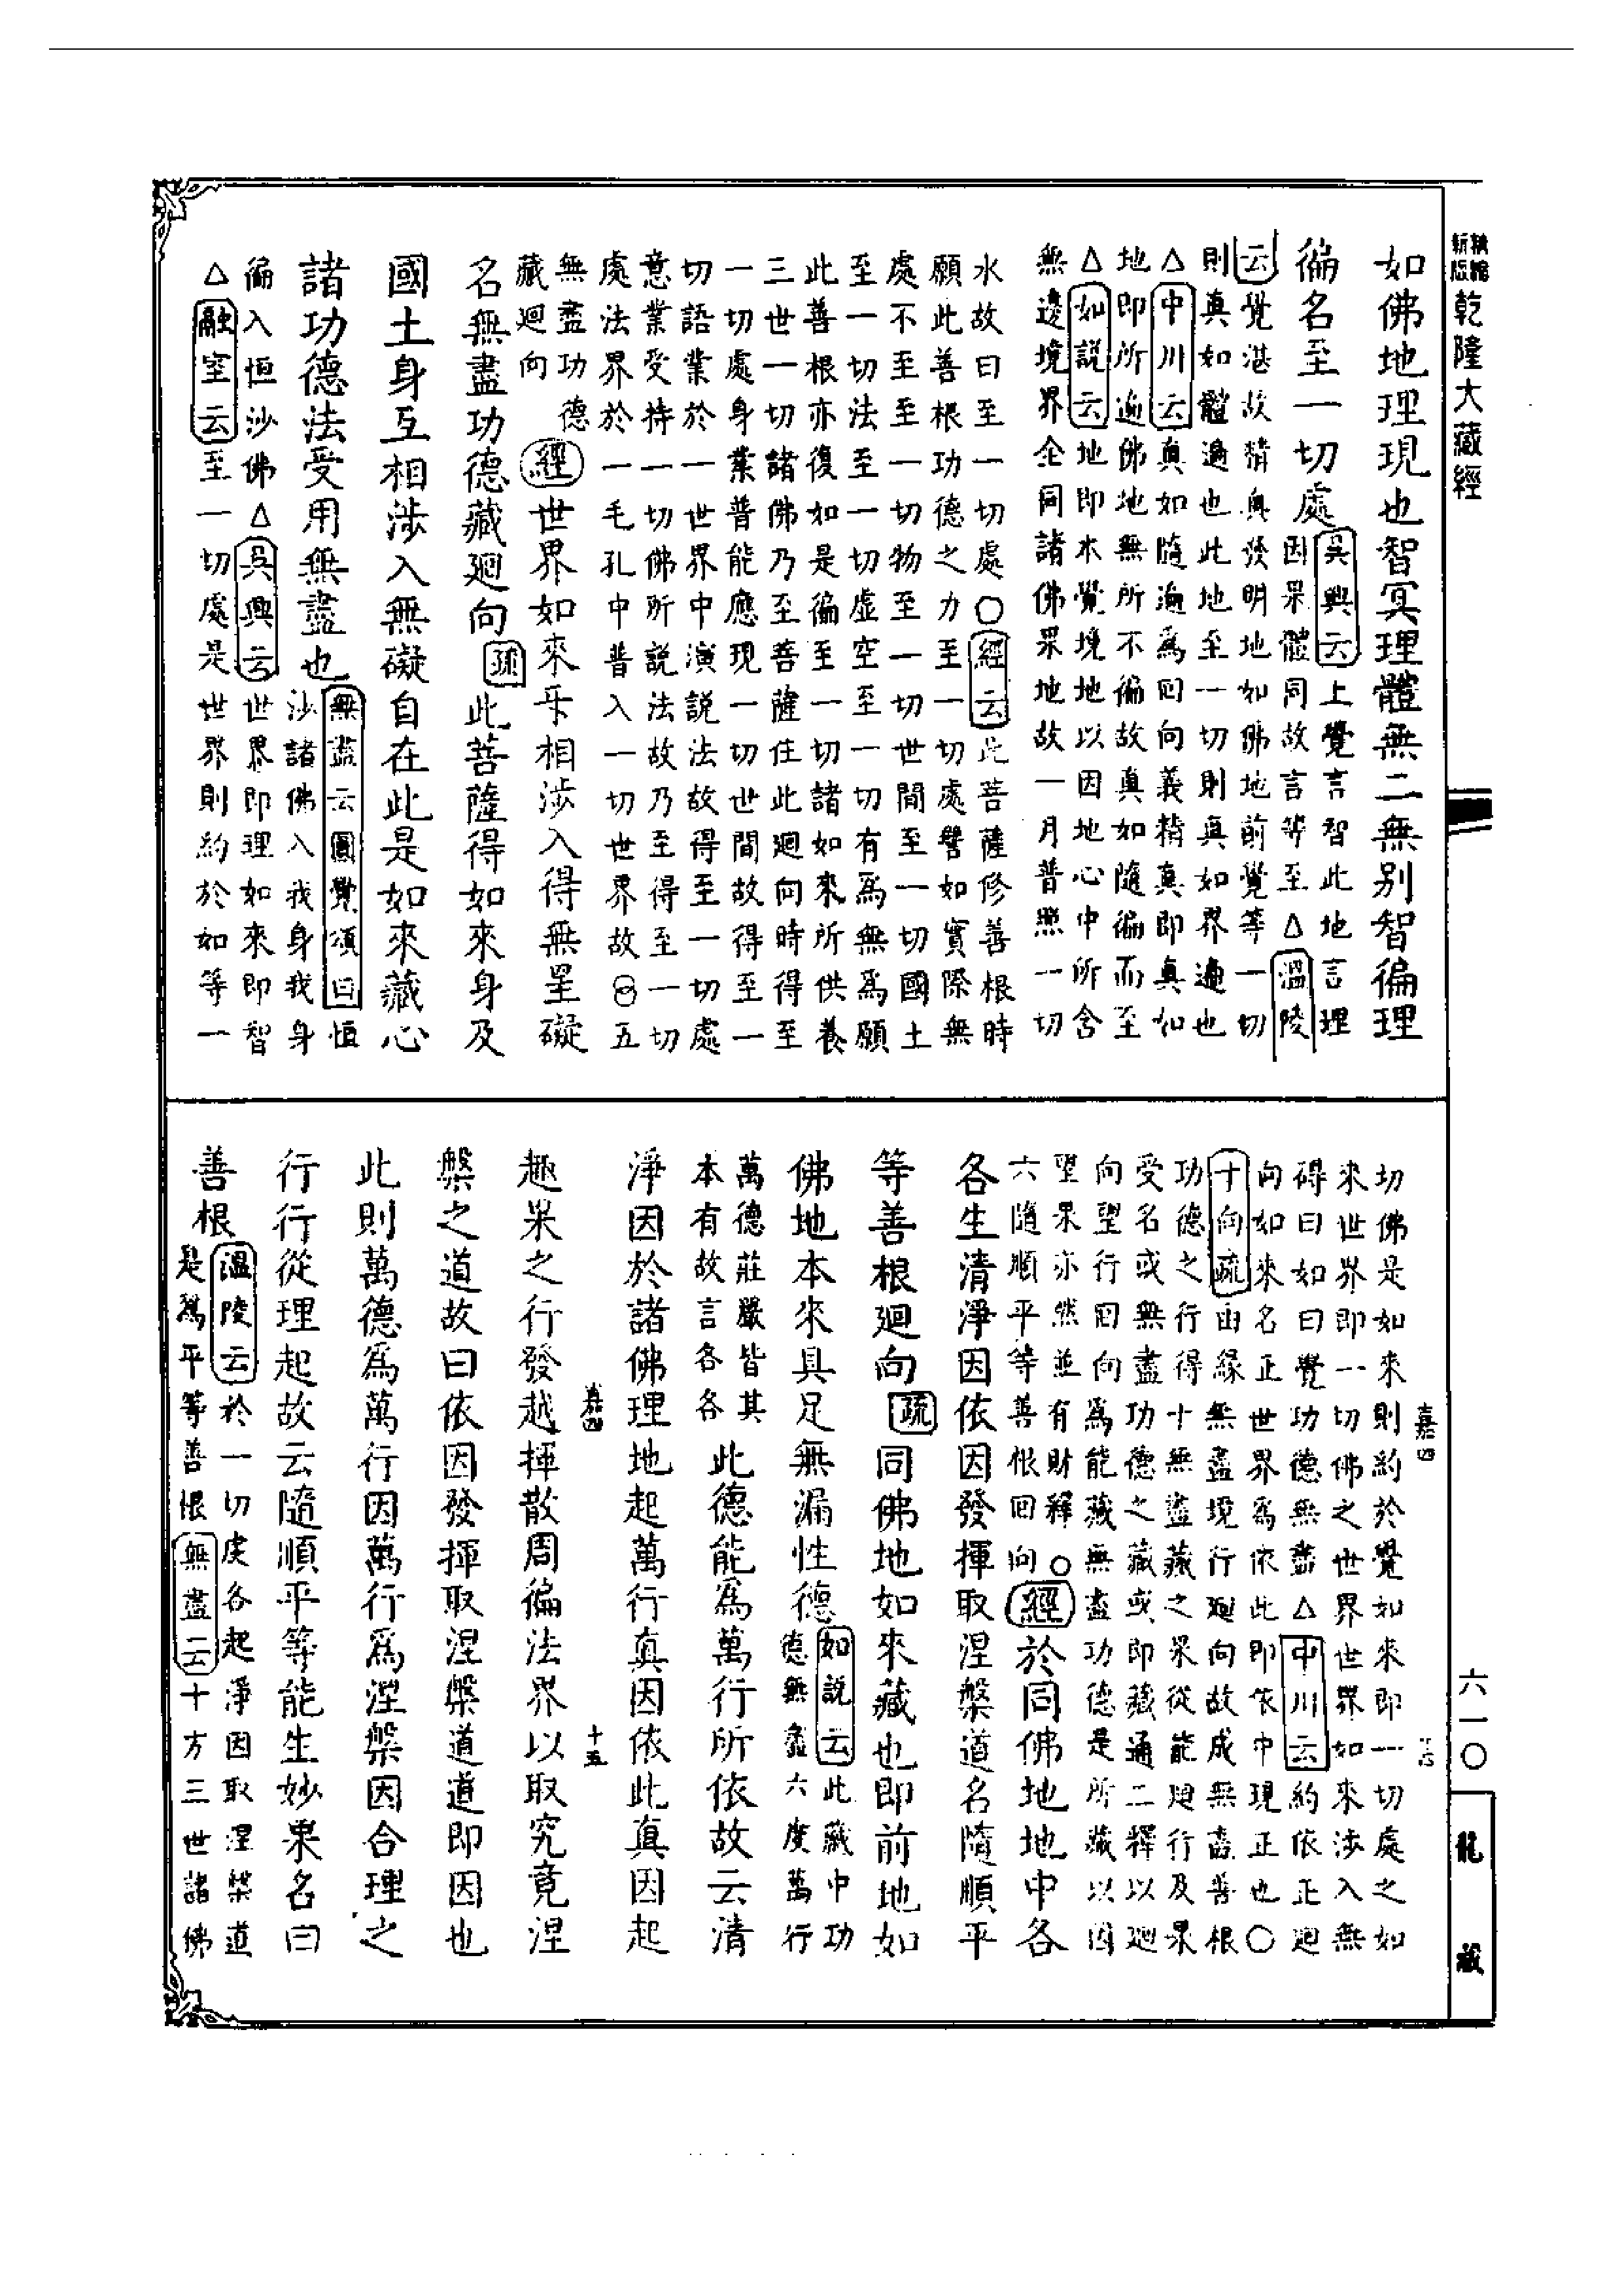 新版精縮乾隆大藏經
如佛地理現也智冥理體無二無別智徧理
徧名至一切處
吳興云上覺言智此地言理
因果體同故言等至△溫陵
云覺湛故精真發明地如佛地前覺等一切
則真如體遍也此地至一切則真如界遍也
△中川云真如隨遍為回向義精真即真如
地即所遊佛地無所不徧故真如隨徧而至
△如說云地即本覺境地以因地心中所含
無邊境界全同諸佛果地故一月普照一切
水故曰至一切處○經云此菩薩修善根時
願此善根功德之力至一切處譬如實際無
處不至至一切物至一切世間至一切國土
至一切法至一切虛空至一切有為無為願
此善根亦復如是徧至一切諸如來所供養
三世一切諸佛乃至菩薩住此迴向時得至
一切處身業普能應現一切世間故得至一
切語業於一世界中演說法故得至一切處
意業受持一切佛所說法故乃至得至一切
處法界於一毛孔中普入一切世界故㊀五
無盡功德
藏迴向
經世界如來互相涉入得無罣礙
名無盡功德藏迴向疏此菩薩得如來身及
國土身互相涉入無礙自在此是如來藏心
諸功德法受用無盡也
無盡云圓覺頌曰恒
沙諸佛入我身我身
徧入恒沙佛△吳興云世界即理如來即智
△融室云至一切處是世界則約於如等一
切佛是如來則約於覺如來即一切處之如
來世界即一切佛之世界世界如來涉入無
礙曰如曰覺功德無盡△中川云約依正迴
向如來名正世界為依此即依中現正也○
十向疏由緣無盡境行迴向故成無盡善根
功德之行得十無盡藏之果從能迴行及果
受名或無盡功德之藏或即藏通二釋以迴
向望行回向為能藏無盡功德是所藏以因
望果亦然並有財釋○
六隨順平等善根回向
經於同佛地地中各
各生清淨因依因發揮取涅槃道名隨順平
等善根廻向疏同佛地如來藏也即前地如
佛地本來具足無漏性德
如說云此藏中功
德無盡六度萬行
萬德莊嚴皆其
本有故言各各
此德能為萬行所依故云清
淨因於諸佛理地起萬行真因依此真因起
趣果之行發越揮散周徧法界以取究竟涅
槃之道故曰依因發揮取涅槃道道即因也
此則萬德為萬行因萬行為涅槃因合理之
行行從理起故云隨順平等能生妙果名曰
善根
溫陵云於一切處各起淨因取涅槃道
是為平等善根無盡云十方三世諸佛
嘉四
嘉四
十五
六一〇
龍藏